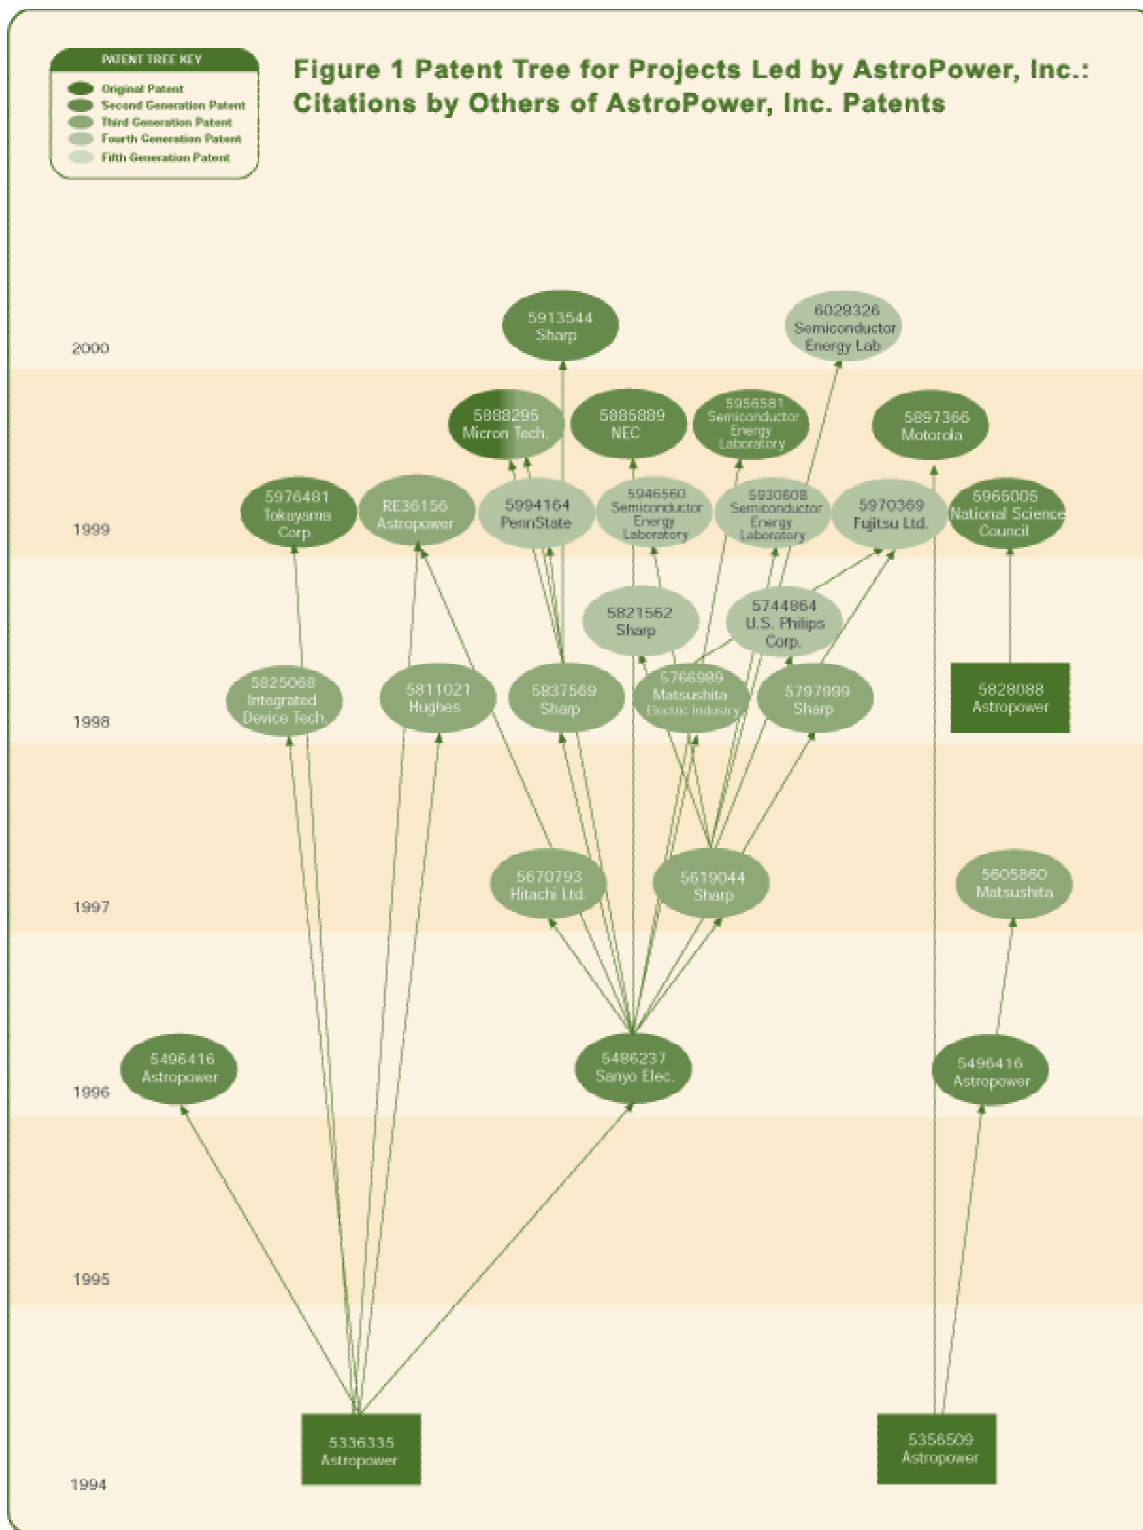 PATENT TREE KEY
Original Patent
Second Generation Patent
Third Generation Patent
Fourth Generation Patent
Fifth Generation Patent
Figure 1 Patent Tree for Projects Led by AstroPower, Inc.:
Citations by Others of AstroPower, Inc. Patents
2000
5913544
Sharp
6028326
Semiconductor
Energy Lab
5888295
Micron Tech.
5885889
NEC
5956581
Semiconductor
Energy
Laboratory
5897366
Motorola
1999
5976481
Tokuyama
Corp.
RE36156
Astropower
5994164
PennState
5946560
Semiconductor
Energy
Laboratory
5930608
Semiconductor
Energy
Laboratory
5970369
Fujitsu Ltd.
5965005
National Science
Council
5821562
Sharp
5744864
U.S. Philips
Corp.
1998
5825068
Integrated
Device Tech.
5811021
Hughes
5837569
Sharp
5766989
Matsushita
Electric Industry
5797999
Sharp
5828088
Astropower
1997
5670793
Hitachi Ltd.
5619044
Sharp
5605860
Matsushita
1996
5496416
Astropower
5486237
Sanyo Elec.
5496416
Astropower
1995
1994
5336335
Astropower
5356509
Astropower